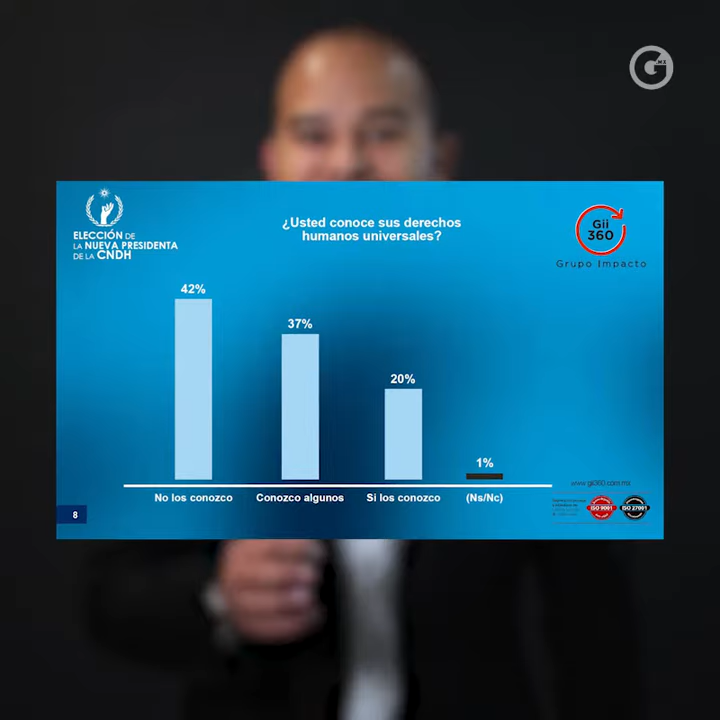 G.MX
ELECCIÓN DE
LA NUEVA PRESIDENTA
DE LA CNDH
¿Usted conoce sus derechos
humanos universales?
Gii
360
Grupo Impacto
42%
37%
20%
1%
No los conozco
Conozco algunos
Si los conozco
(Ns/Nc)
www.gii360.com.mx
ISO 9001
ISO 27001
8